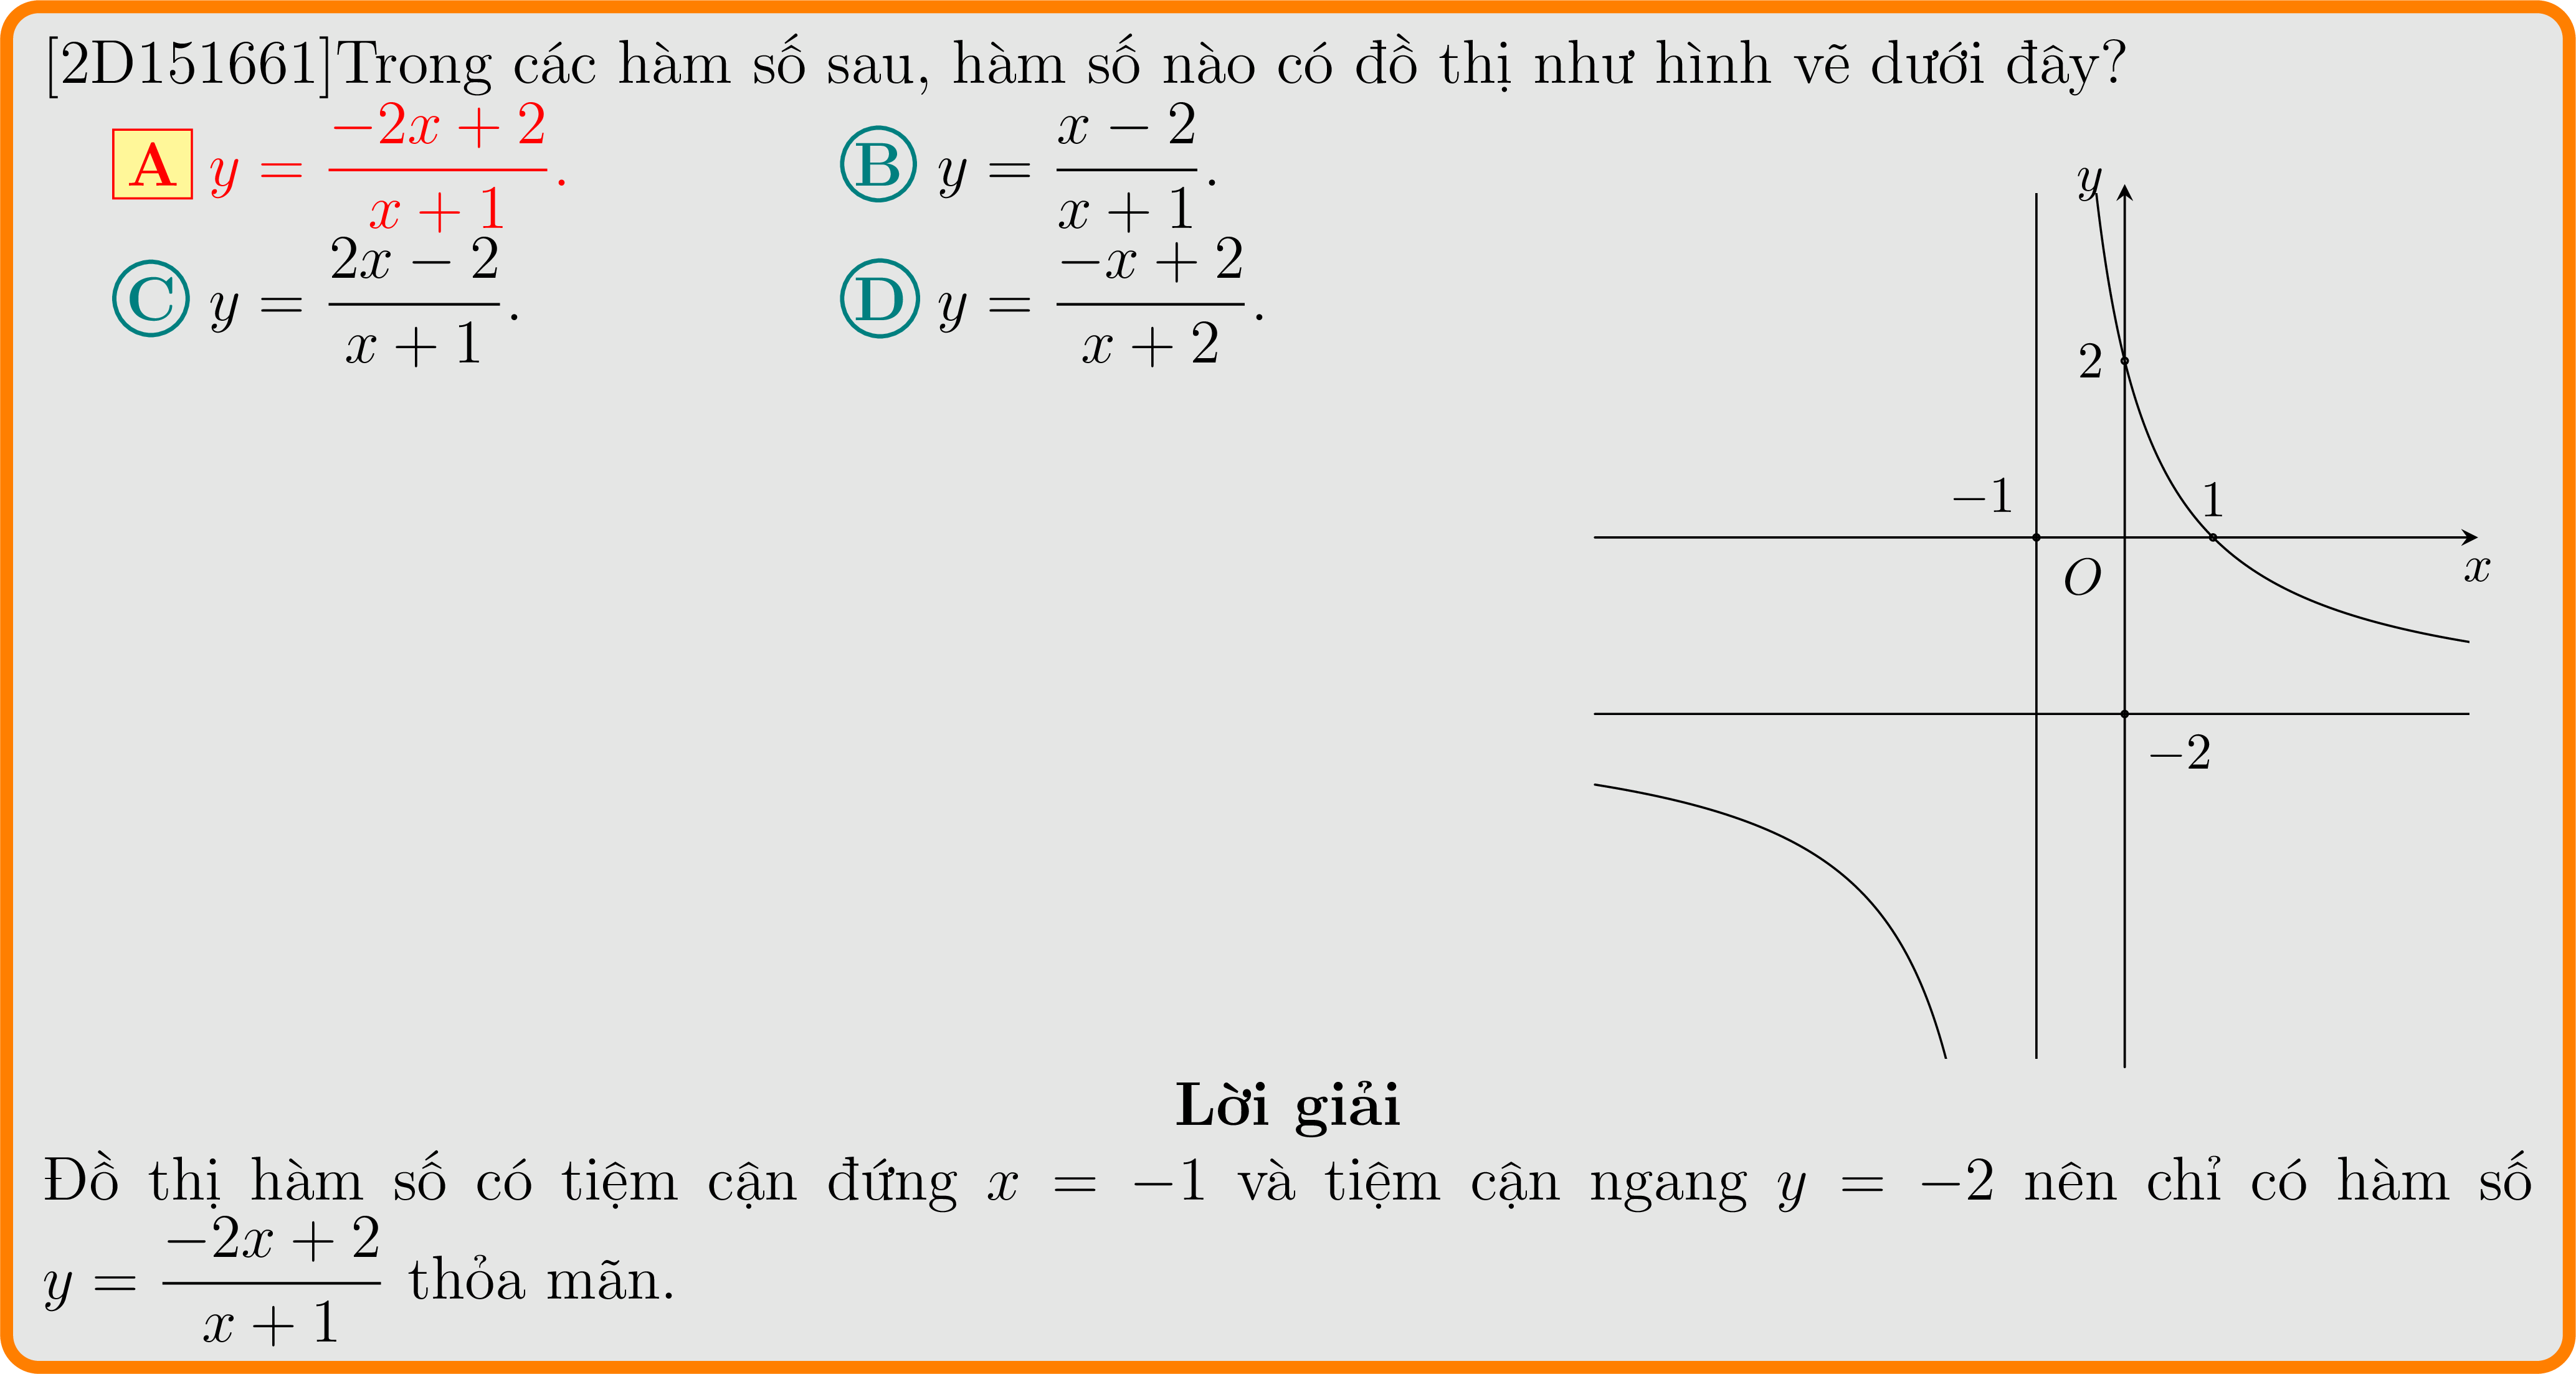 [2D151661]Trong các hàm số sau, hàm số nào có đồ thị như hình vẽ dưới đây?
A y = \frac{-2x + 2}{x + 1}. B y = \frac{x - 2}{x + 1}.
C y = \frac{2x - 2}{x + 1}. D y = \frac{-x + 2}{x + 2}.
y
2
−1
1
O
x
−2
Lời giải
Đồ thị hàm số có tiệm cận đứng x = −1 và tiệm cận ngang y = −2 nên chỉ có hàm số
y = \frac{-2x + 2}{x + 1} thỏa mãn.